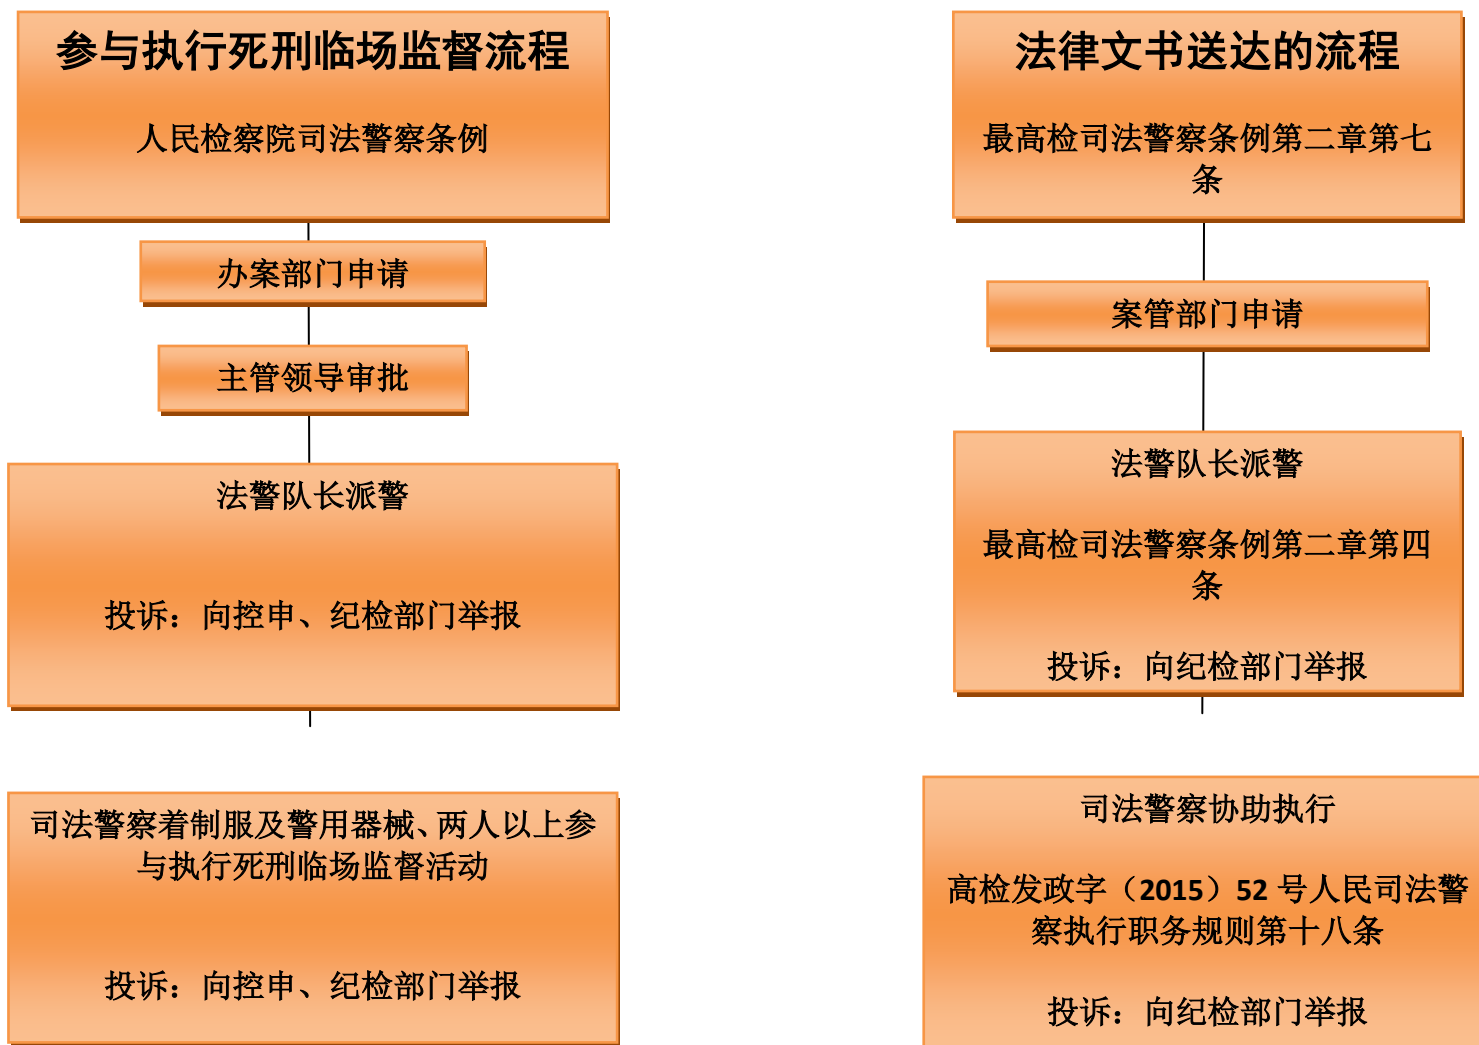 参与执行死刑临场监督流程
人民检察院司法警察条例
办案部门申请
主管领导审批
法警队长派警
投诉：向控申、纪检部门举报
司法警察着制服及警用器械、两人以上参
与执行死刑临场监督活动
投诉：向控申、纪检部门举报
法律文书送达的流程
最高检司法警察条例第二章第七
条
案管部门申请
法警队长派警
最高检司法警察条例第二章第四
条
投诉：向纪检部门举报
司法警察协助执行
高检发政字（2015）52 号人民司法警
察执行职务规则第十八条
投诉：向纪检部门举报